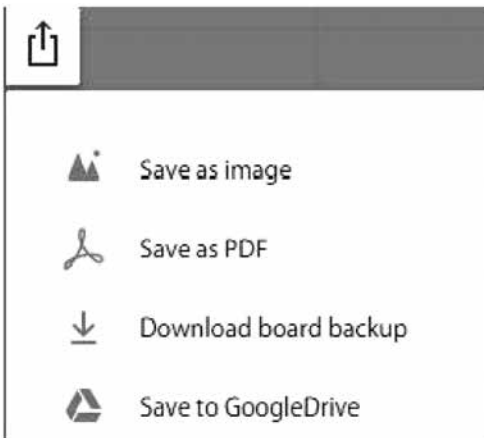 Save as image
Save as PDF
Download board backup
Save to GoogleDrive